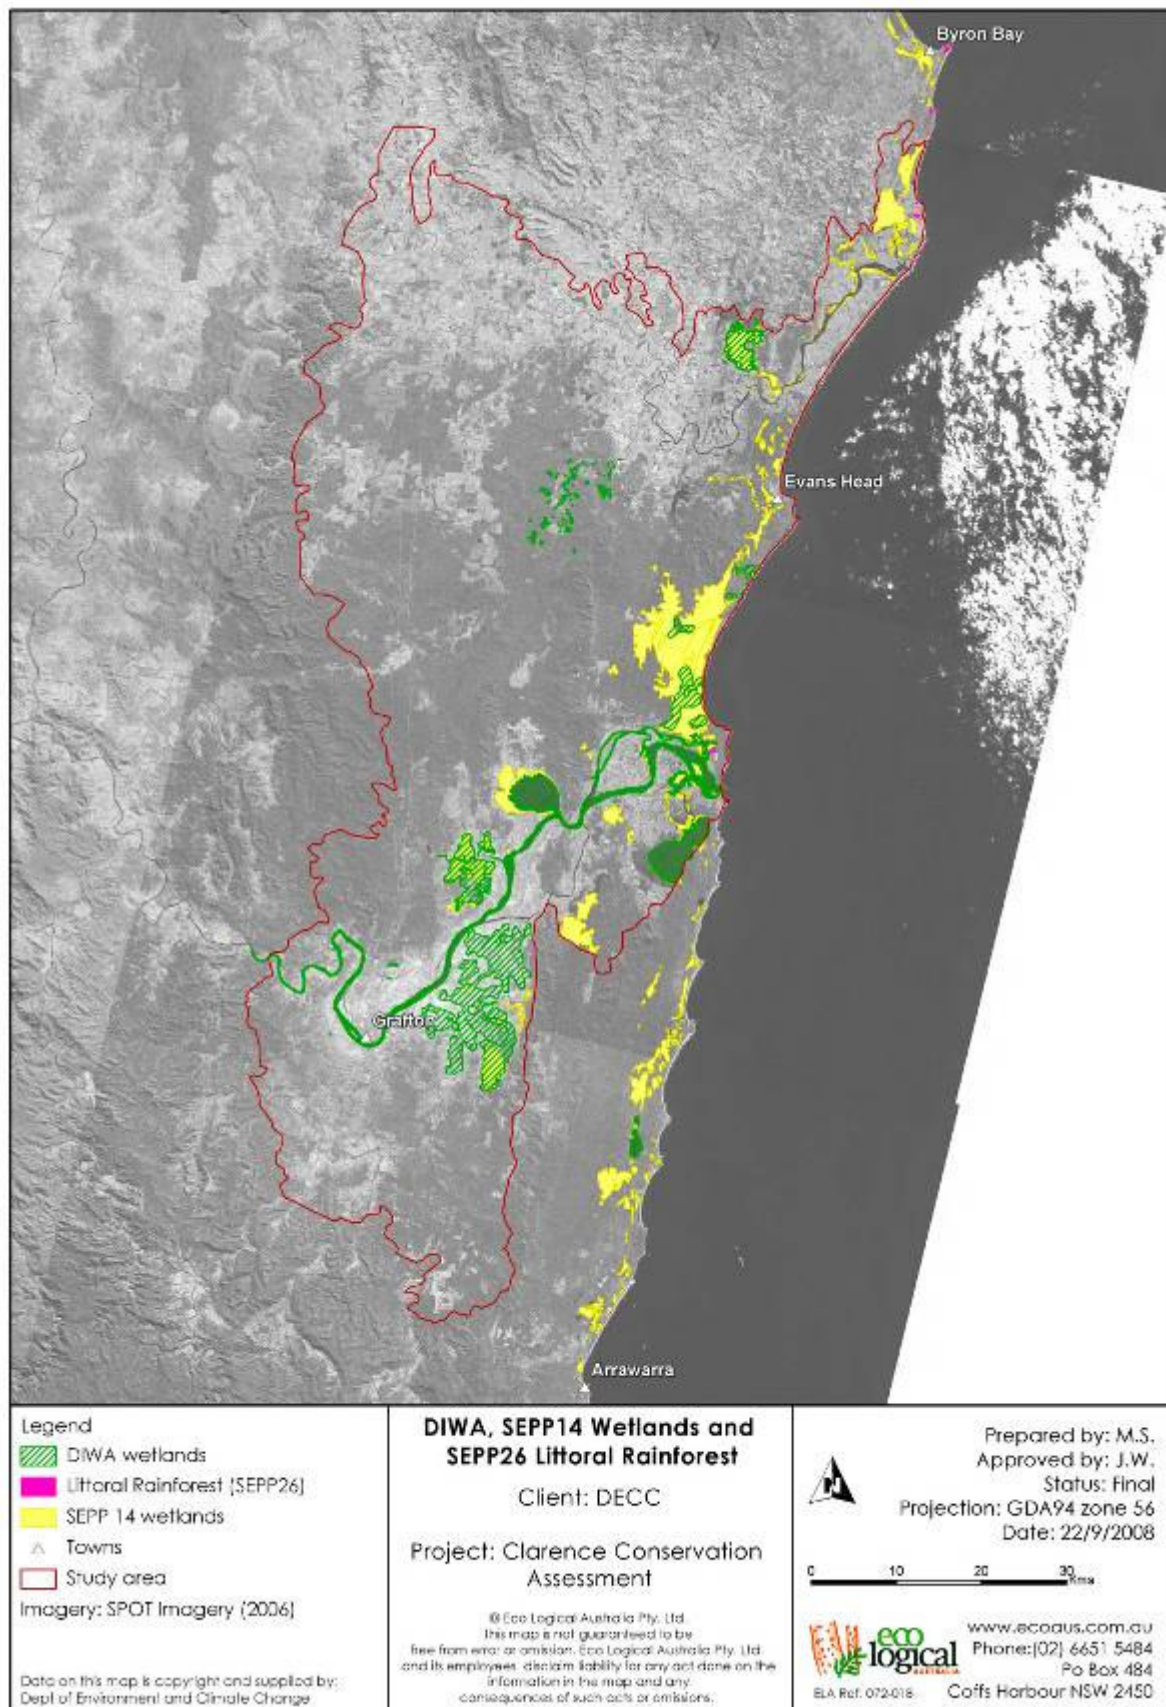 Byron Bay
Evans Head
Grafton
Arrawarra
Legend
DIWA wetlands
Littoral Rainforest (SEPP26)
SEPP 14 wetlands
Towns
Study area
Imagery: SPOT Imagery (2006)
Data on this map is copyright and supplied by:
Dept of Environment and Climate Change
DIWA, SEPP14 Wetlands and
SEPP26 Littoral Rainforest
Client: DECC
Project: Clarence Conservation
Assessment
© Eco Logical Australia Pty. Ltd.
This map is not guaranteed to be
free from error or omission. Eco Logical Australia Pty. Ltd
and its employees disclaim liability for any act done on the
information in the map and any
consequences of such acts or omissions.
N
Prepared by: M.S.
Approved by: J.W.
Status: Final
Projection: GDA94 zone 56
Date: 22/9/2008
0 10 20 30
Kms
eco
logical
AUSTRALIA
ELA Ref: 072-018
www.ecoaus.com.au
Phone:(02) 6651 5484
Po Box 484
Coffs Harbour NSW 2450